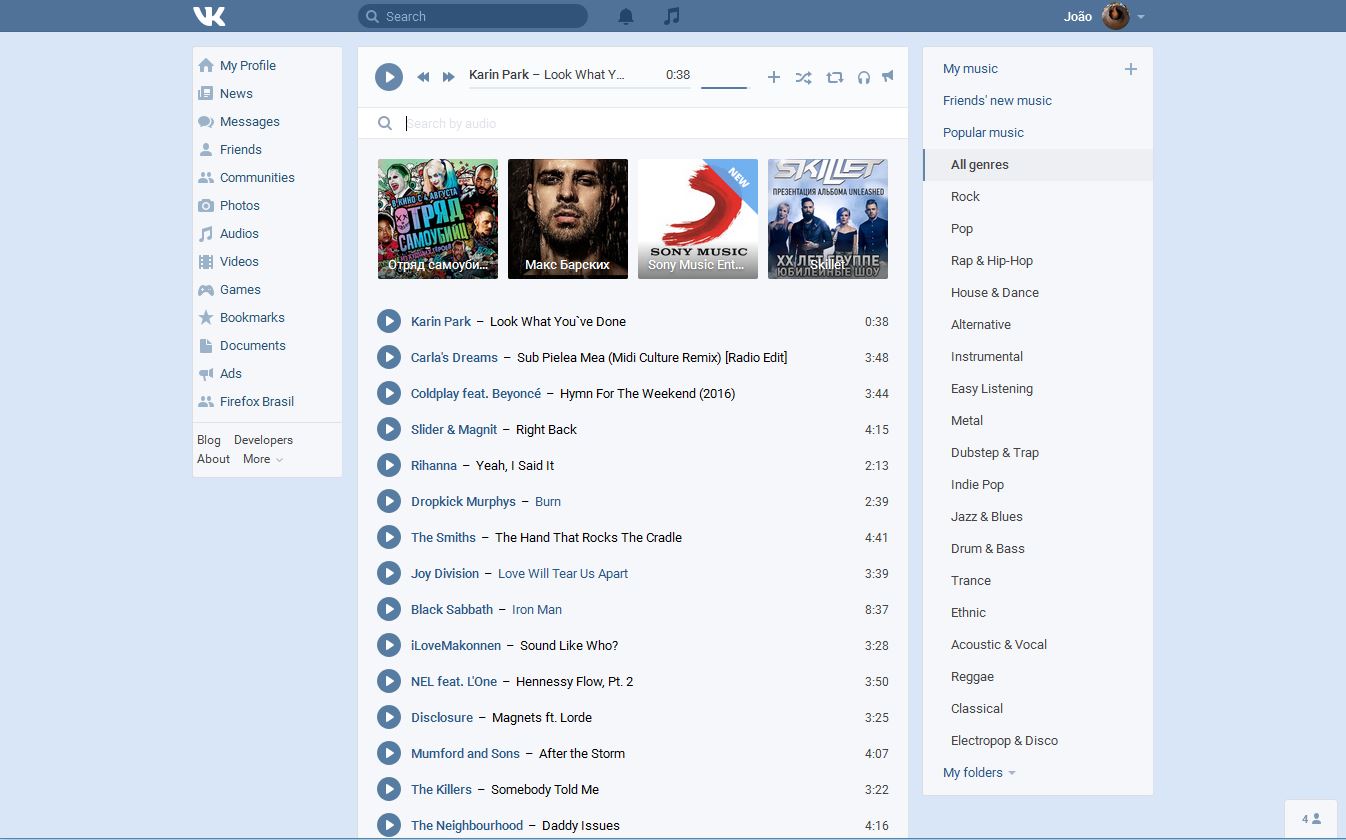 VK
Search
João
My Profile
News
Messages
Friends
Communities
Photos
Audios
Videos
Games
Bookmarks
Documents
Ads
Firefox Brasil
Blog Developers
About More
Karin Park – Look What Y... 0:38
Search by audio
В КИНО С 4 АВГУСТА
ОТРЯД
САМОУБИЙЦ
Отряд самоуби...
Макс Барских
NEW
SONY MUSIC
Sony Music Ent...
SKILLET
ПРЕЗЕНТАЦИЯ АЛЬБОМА UNLEASHED
XX ЛЕТ ГРУППЕ
Skillet
ЮБИЛЕЙНЫЕ ШОУ
Karin Park – Look What You`ve Done 0:38
Carla's Dreams – Sub Pielea Mea (Midi Culture Remix) [Radio Edit] 3:48
Coldplay feat. Beyoncé – Hymn For The Weekend (2016) 3:44
Slider & Magnit – Right Back 4:15
Rihanna – Yeah, I Said It 2:13
Dropkick Murphys – Burn 2:39
The Smiths – The Hand That Rocks The Cradle 4:41
Joy Division – Love Will Tear Us Apart 3:39
Black Sabbath – Iron Man 8:37
iLoveMakonnen – Sound Like Who? 3:28
NEL feat. L'One – Hennessy Flow, Pt. 2 3:50
Disclosure – Magnets ft. Lorde 3:25
Mumford and Sons – After the Storm 4:07
The Killers – Somebody Told Me 3:22
The Neighbourhood – Daddy Issues 4:16
My music
Friends' new music
Popular music
All genres
Rock
Pop
Rap & Hip-Hop
House & Dance
Alternative
Instrumental
Easy Listening
Metal
Dubstep & Trap
Indie Pop
Jazz & Blues
Drum & Bass
Trance
Ethnic
Acoustic & Vocal
Reggae
Classical
Electropop & Disco
My folders
4